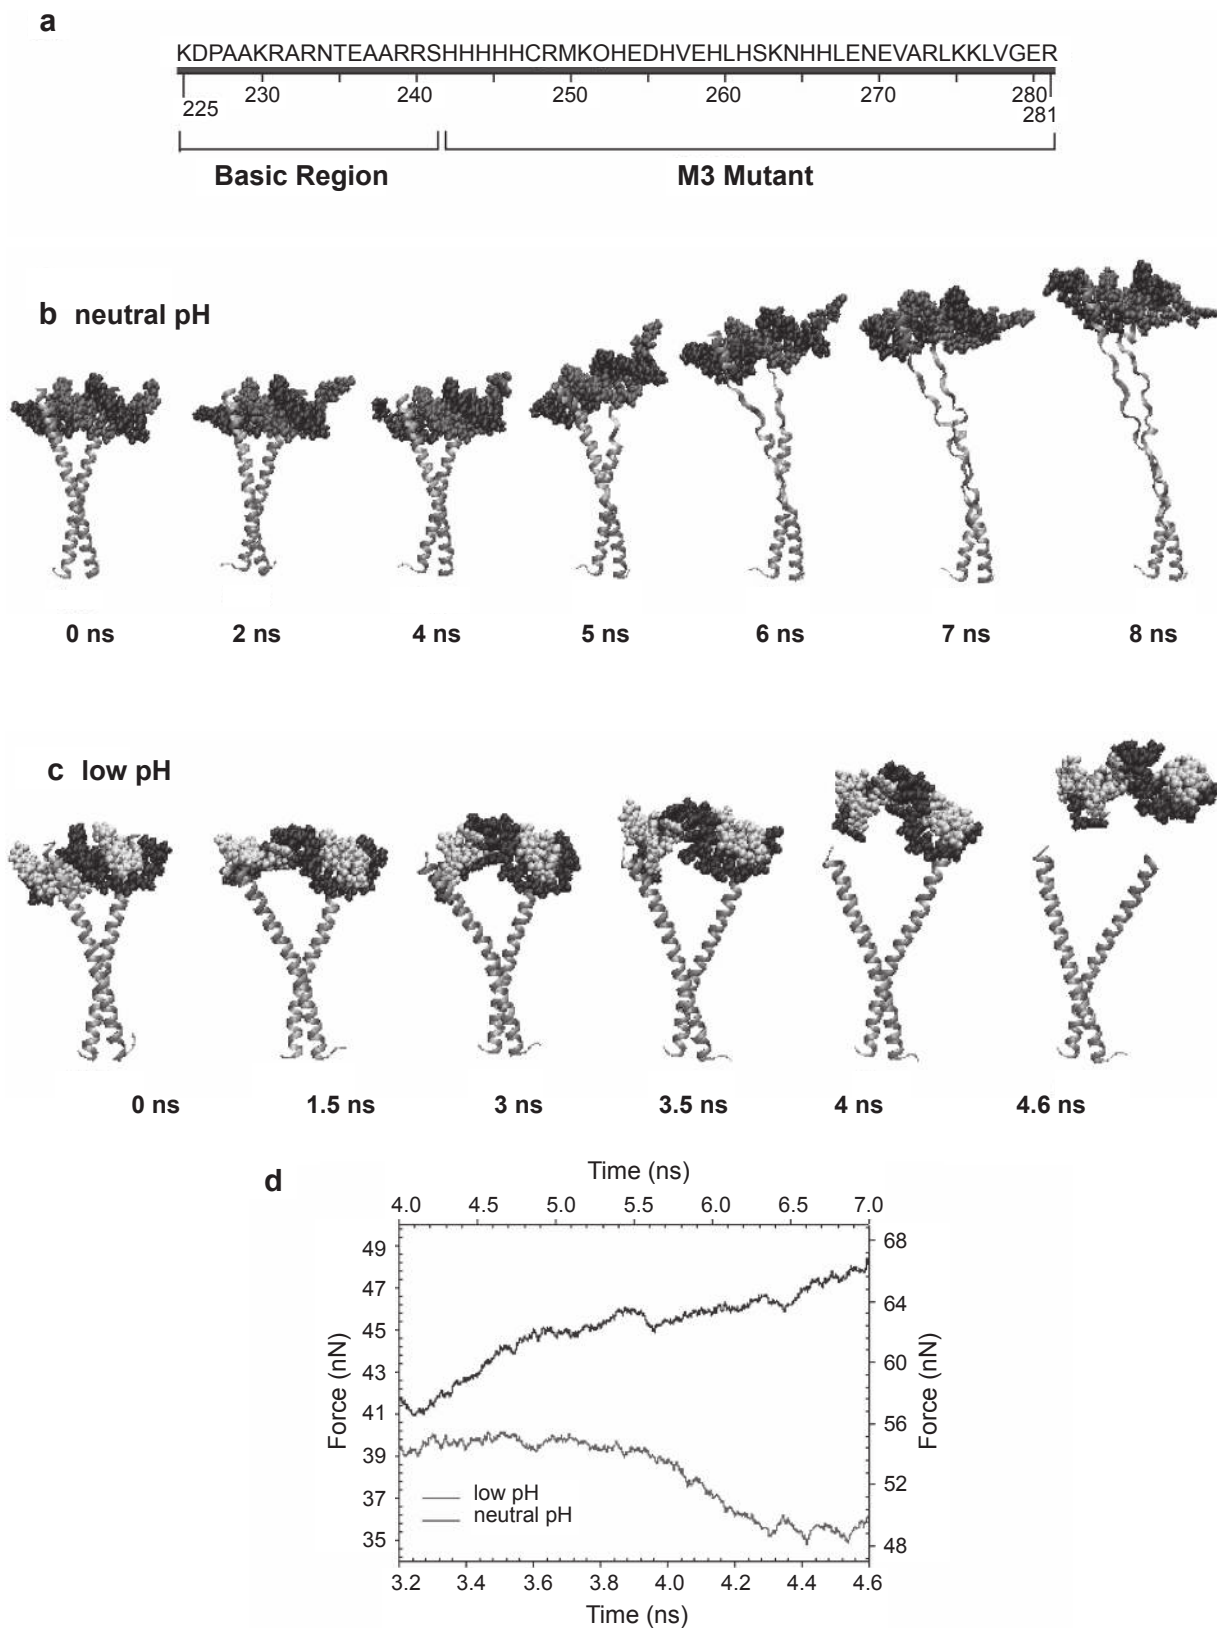 a
KDPAAKRARNTEAARRSHHHHHCRMKOHEDHVEHLHSKNHHLENEVARLKKLVGER
225 230 240 250 260 270 280
281
Basic Region M3 Mutant
b neutral pH
0 ns 2 ns 4 ns 5 ns 6 ns 7 ns 8 ns
c low pH
0 ns 1.5 ns 3 ns 3.5 ns 4 ns 4.6 ns
d
Time (ns)
4.0 4.5 5.0 5.5 6.0 6.5 7.0
49
47
45
43
41
39
37
35
Force (nN)
68
64
60
56
52
48
Force (nN)
low pH
neutral pH
3.2 3.4 3.6 3.8 4.0 4.2 4.4 4.6
Time (ns)